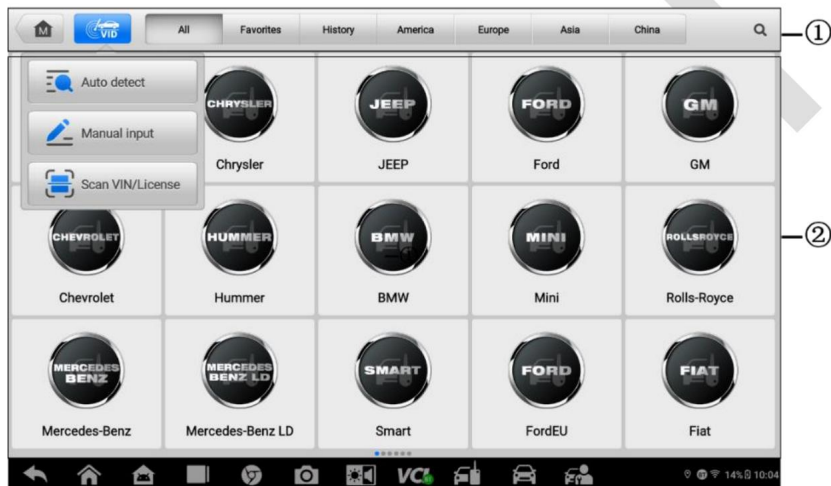 M VID All Favorites History America Europe Asia China ①
Auto detect
Manual input
Scan VIN/License
CHRYSLER JEEP FORD GM
Chrysler JEEP Ford GM
CHEVROLET HUMMER BMW MINI ROLLSROYCE ②
Chevrolet Hummer BMW Mini Rolls-Royce
MERCEDES BENZ MERCEDES BENZ LD SMART FORD FIAT
Mercedes-Benz Mercedes-Benz LD Smart FordEU Fiat
VCI 14% 10:04